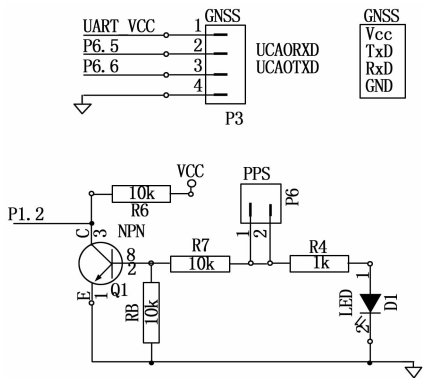 GNSS
UART VCC 1
P6.5 2
P6.6 3
4
UCAORXD
UCAOTXD
P3
GNSS
Vcc
TxD
RxD
GND
VCC
10k
R6
P1.2
C 3
NPN
8
2
Q1
E 1
RB
10k
R7
10k
PPS
P6
1 2
R4
1k
1
LED
D1
2